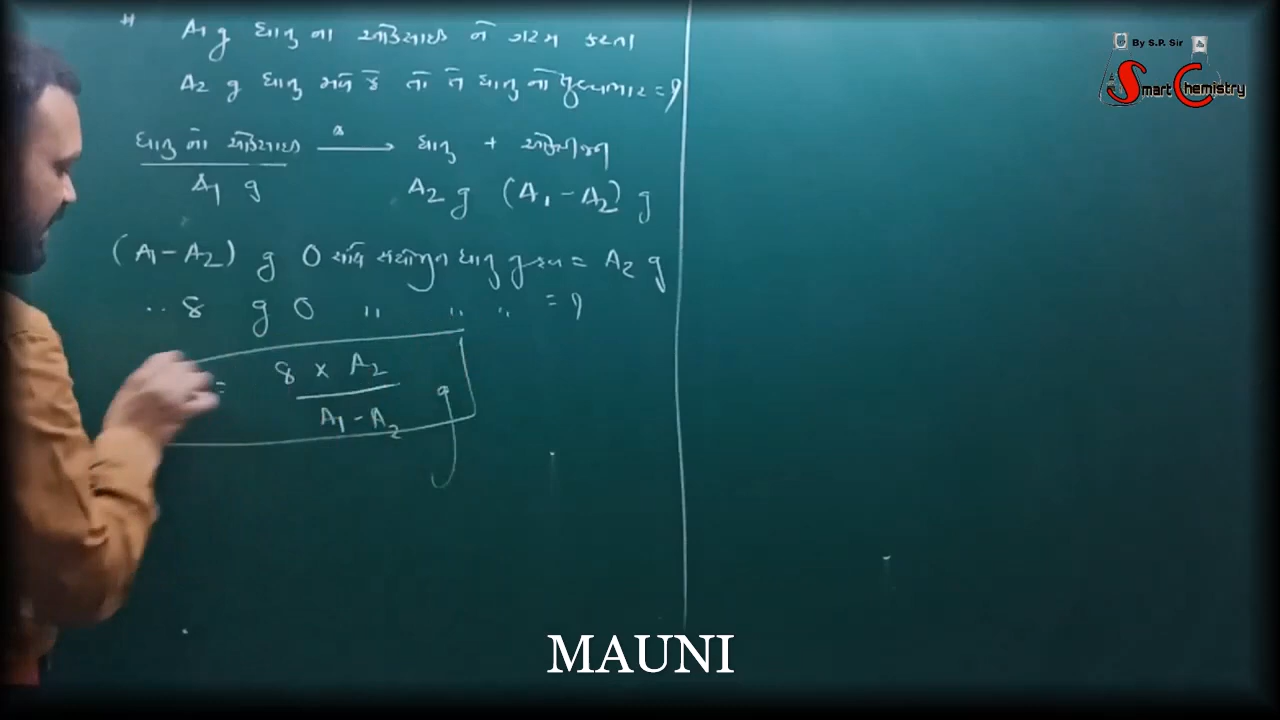 A₁ g ધાતુ ના ઓક્સાઇડ ને ગરમ કરતા
A₂ g ધાતુ મળે છે તો તે ધાતુ નો તુલ્યભાર = ?
ધાતુ નો ઓક્સાઇડ ⟶ ધાતુ + ઓક્સીજન
A₁ g A₂ g (A₁ - A₂) g
(A₁ - A₂) g O સાથે સંયોજીત ધાતુ નુ દળ = A₂ g
∴ 8 g O " " " = ?
= 8 × A₂
A₁ - A₂ g
By S.P. Sir
Smart Chemistry
MAUNI